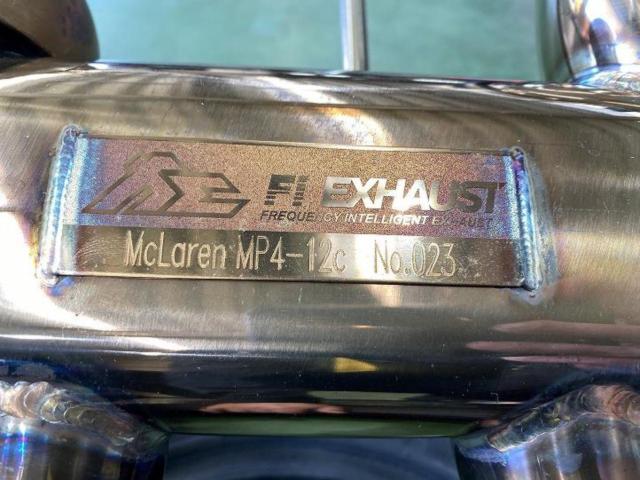 Fi EXHAUST
FREQUENCY INTELLIGENT EXHAUST
McLaren MP4-12c No.023